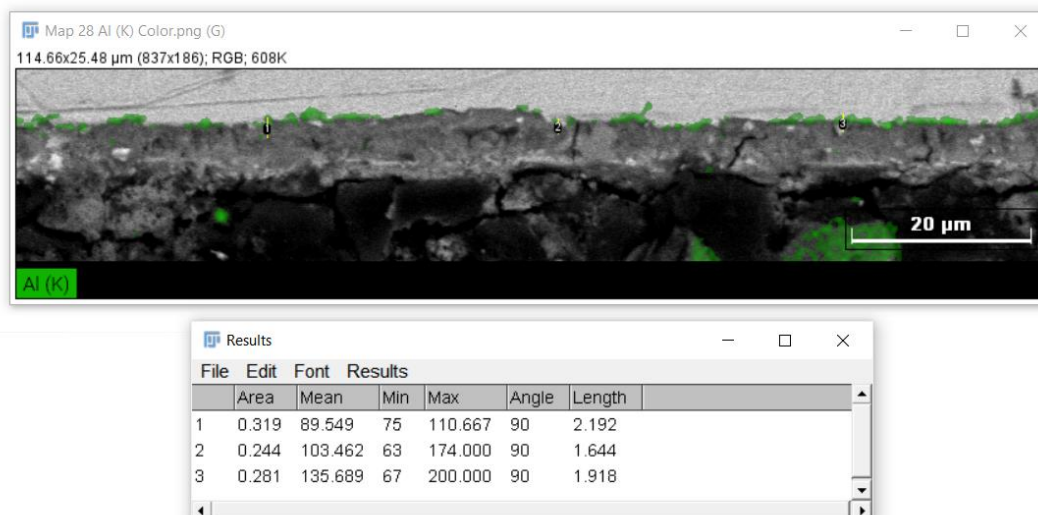 Map 28 Al (K) Color.png (G)
114.66x25.48 µm (837x186); RGB; 608K
1
2
3
20 µm
Al (K)
Results
File Edit Font Results
Area Mean Min Max Angle Length
1 0.319 89.549 75 110.667 90 2.192
2 0.244 103.462 63 174.000 90 1.644
3 0.281 135.689 67 200.000 90 1.918